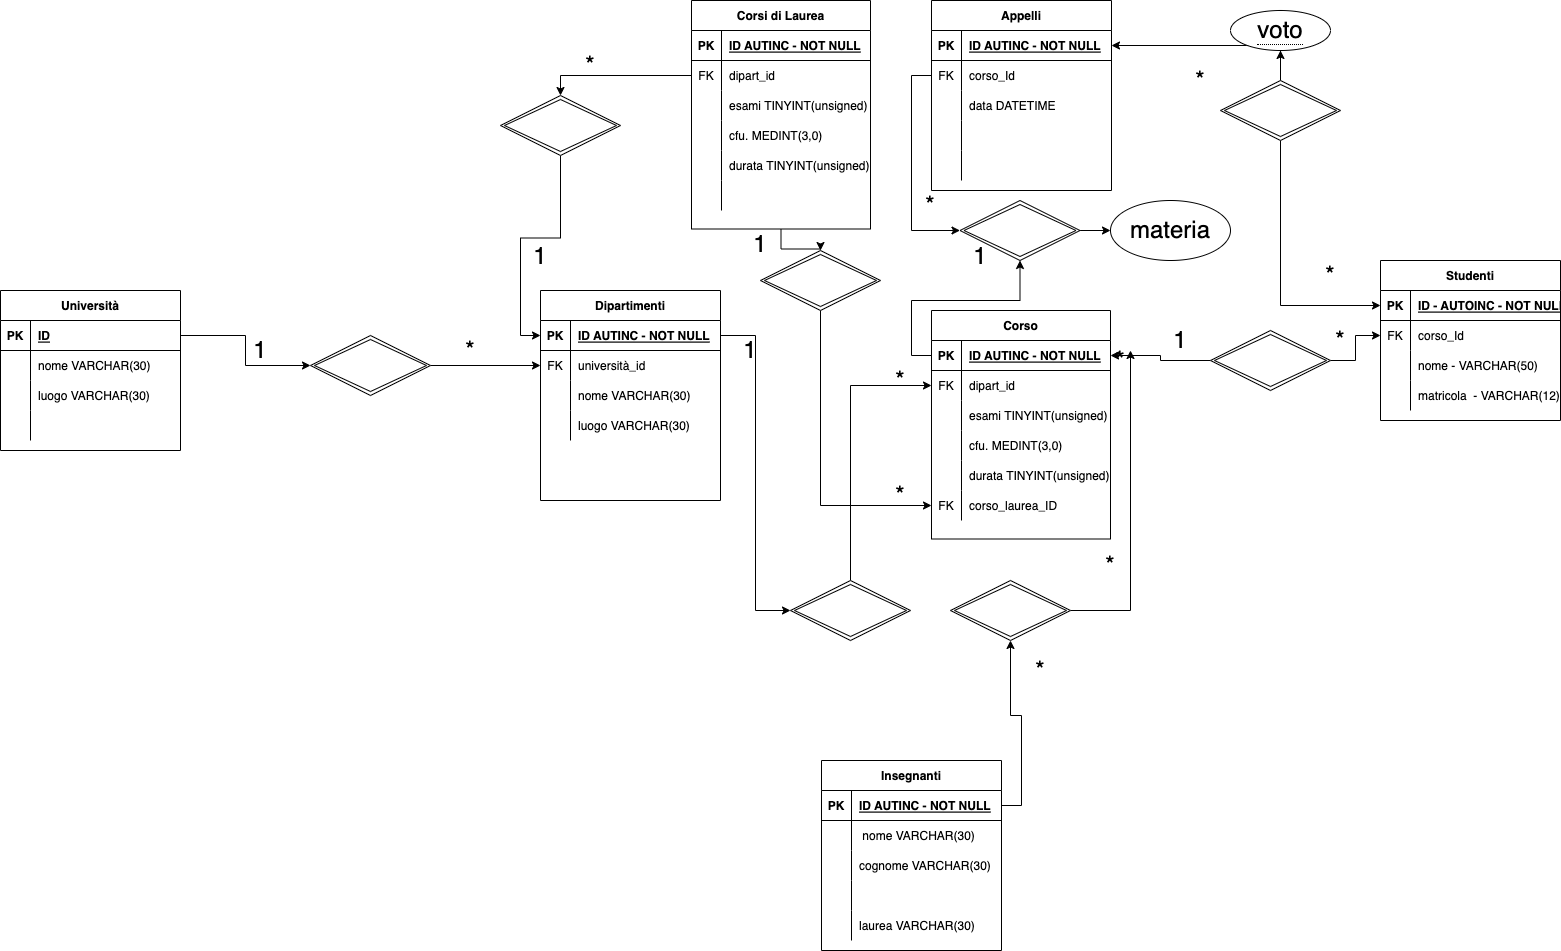 Corsi di Laurea
PK ID AUTINC - NOT NULL
FK dipart_id
esami TINYINT(unsigned)
cfu. MEDINT(3,0)
durata TINYINT(unsigned)
Appelli
PK ID AUTINC - NOT NULL
FK corso_Id
data DATETIME
voto
*
*
*
1
1
*
1
materia
*
Università
PK ID
nome VARCHAR(30)
luogo VARCHAR(30)
1
*
Dipartimenti
PK ID AUTINC - NOT NULL
FK università_id
nome VARCHAR(30)
luogo VARCHAR(30)
1
Corso
PK ID AUTINC - NOT NULL
FK dipart_id
esami TINYINT(unsigned)
cfu. MEDINT(3,0)
durata TINYINT(unsigned)
FK corso_laurea_ID
*
*
*
1
*
Studenti
PK ID - AUTOINC - NOT NUL
FK corso_Id
nome - VARCHAR(50)
matricola - VARCHAR(12)
*
*
Insegnanti
PK ID AUTINC - NOT NULL
nome VARCHAR(30)
cognome VARCHAR(30)
laurea VARCHAR(30)